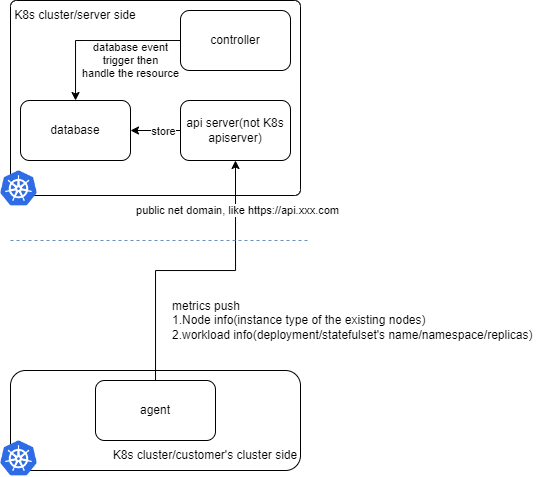 K8s cluster/server side
controller
database event
trigger then
handle the resource
database
store
api server(not K8s
apiserver)
public net domain, like https://api.xxx.com
metrics push
1.Node info(instance type of the existing nodes)
2.workload info(deployment/statefulset's name/namespace/replicas)
agent
K8s cluster/customer's cluster side